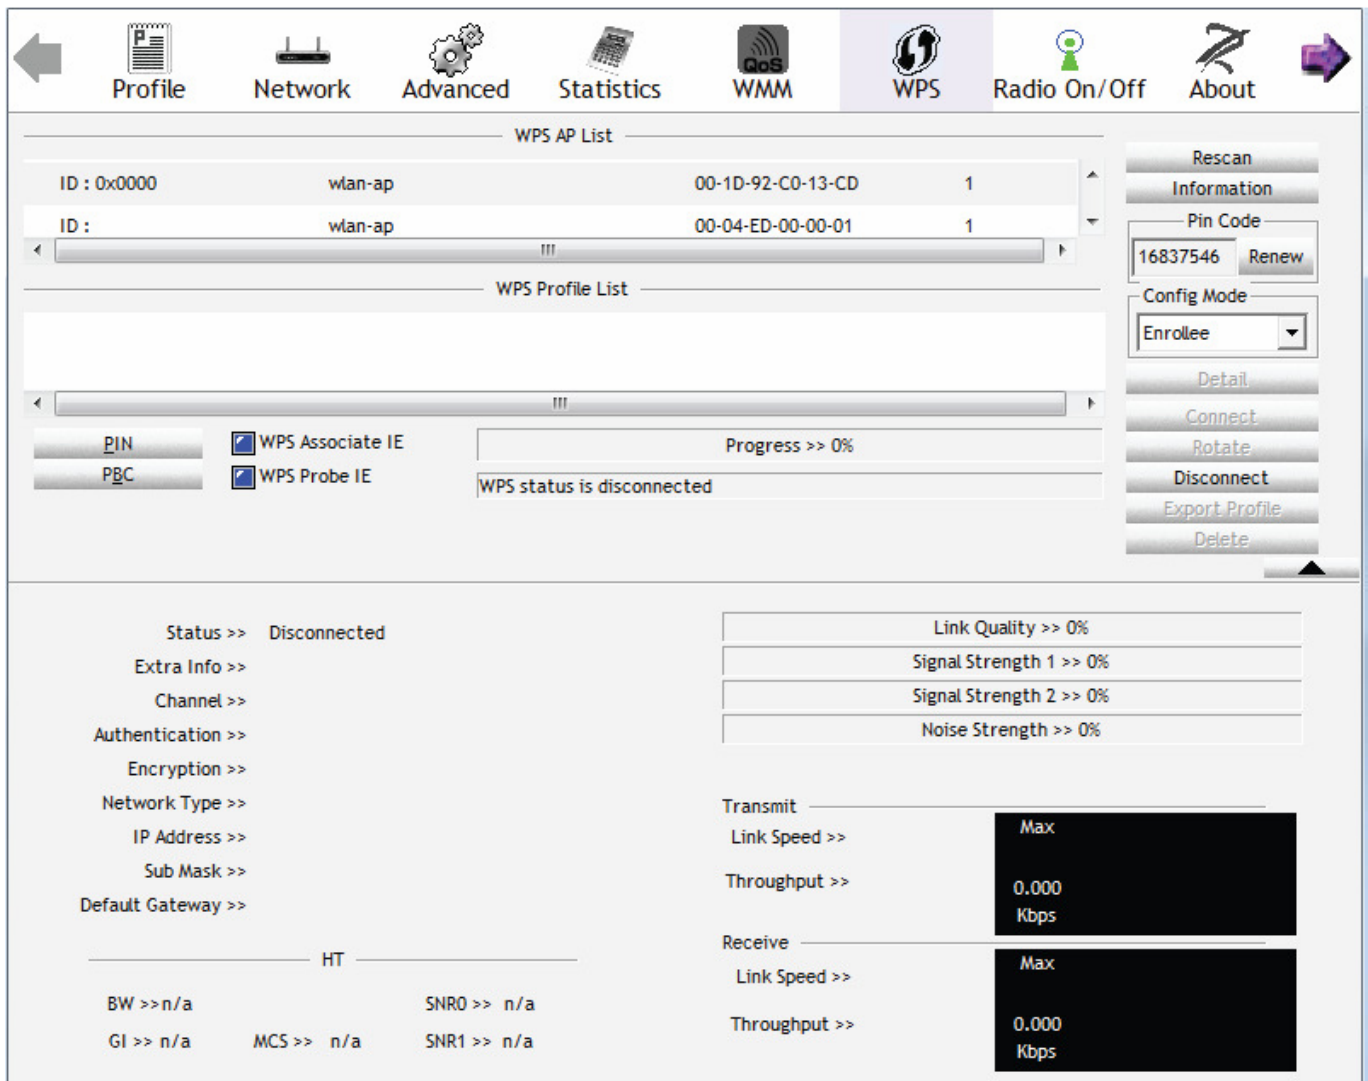 Profile Network Advanced Statistics WMM WPS Radio On/Off About
QoS
WPS AP List
ID : 0x0000 wlan-ap 00-1D-92-C0-13-CD 1
ID : wlan-ap 00-04-ED-00-00-01 1
WPS Profile List
Rescan
Information
Pin Code
16837546 Renew
Config Mode
Enrollee
Detail
Connect
Rotate
Disconnect
Export Profile
Delete
PIN WPS Associate IE Progress >> 0%
PBC WPS Probe IE WPS status is disconnected
Status >> Disconnected
Extra Info >>
Channel >>
Authentication >>
Encryption >>
Network Type >>
IP Address >>
Sub Mask >>
Default Gateway >>
HT
BW >>n/a SNR0 >> n/a
GI >> n/a MCS >> n/a SNR1 >> n/a
Link Quality >> 0%
Signal Strength 1 >> 0%
Signal Strength 2 >> 0%
Noise Strength >> 0%
Transmit
Link Speed >> Max
Throughput >> 0.000
Kbps
Receive
Link Speed >> Max
Throughput >> 0.000
Kbps